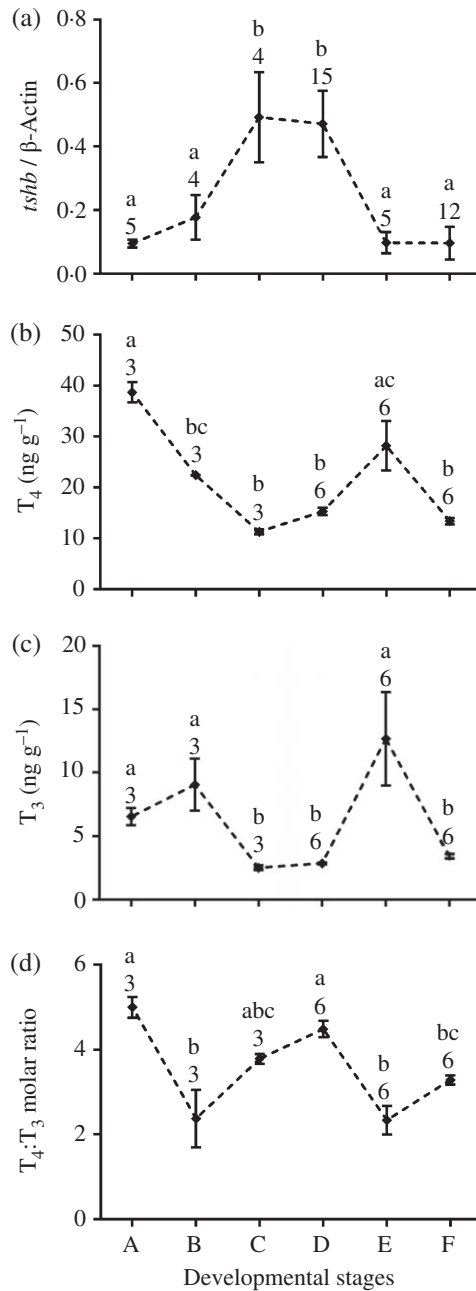 (a)
tshb / β-Actin
0·8
0·6
0·4
0·2
0·0
a
5
a
4
b
4
b
15
a
5
a
12
(b)
T₄ (ng g⁻¹)
50
40
30
20
10
0
a
3
bc
3
b
3
b
6
ac
6
b
6
(c)
T₃ (ng g⁻¹)
20
15
10
5
0
a
3
a
3
b
3
b
6
a
6
b
6
(d)
T₄:T₃ molar ratio
6
4
2
0
a
3
b
3
abc
3
a
6
b
6
bc
6
A B C D E F
Developmental stages